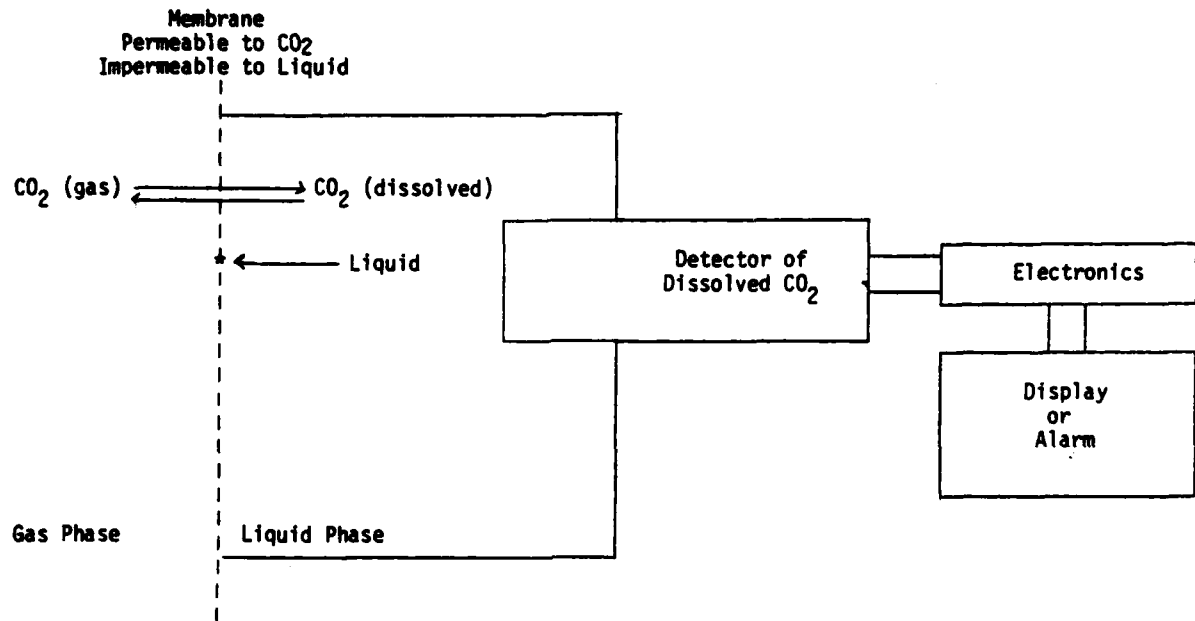 Membrane
Permeable to CO2
Impermeable to Liquid
CO2 (gas)
CO2 (dissolved)
Liquid
Detector of
Dissolved CO2
Electronics
Display
or
Alarm
Gas Phase
Liquid Phase